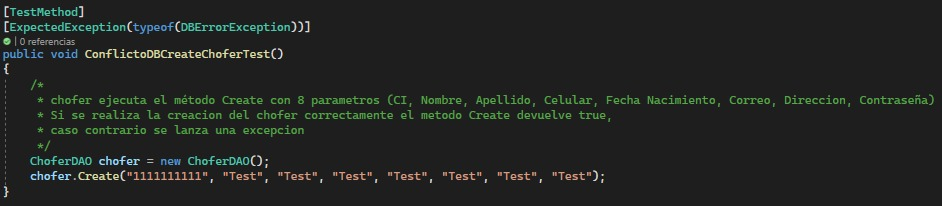 [TestMethod]
[ExpectedException(typeof(DBErrorException))]
| 0 referencias
public void ConflictoDBCreateChoferTest()
{
/*
* chofer ejecuta el método Create con 8 parametros (CI, Nombre, Apellido, Celular, Fecha Nacimiento, Correo, Direccion, Contraseña)
* Si se realiza la creacion del chofer correctamente el metodo Create devuelve true,
* caso contrario se lanza una excepcion
*/
ChoferDAO chofer = new ChoferDAO();
chofer.Create("1111111111", "Test", "Test", "Test", "Test", "Test", "Test", "Test");
}